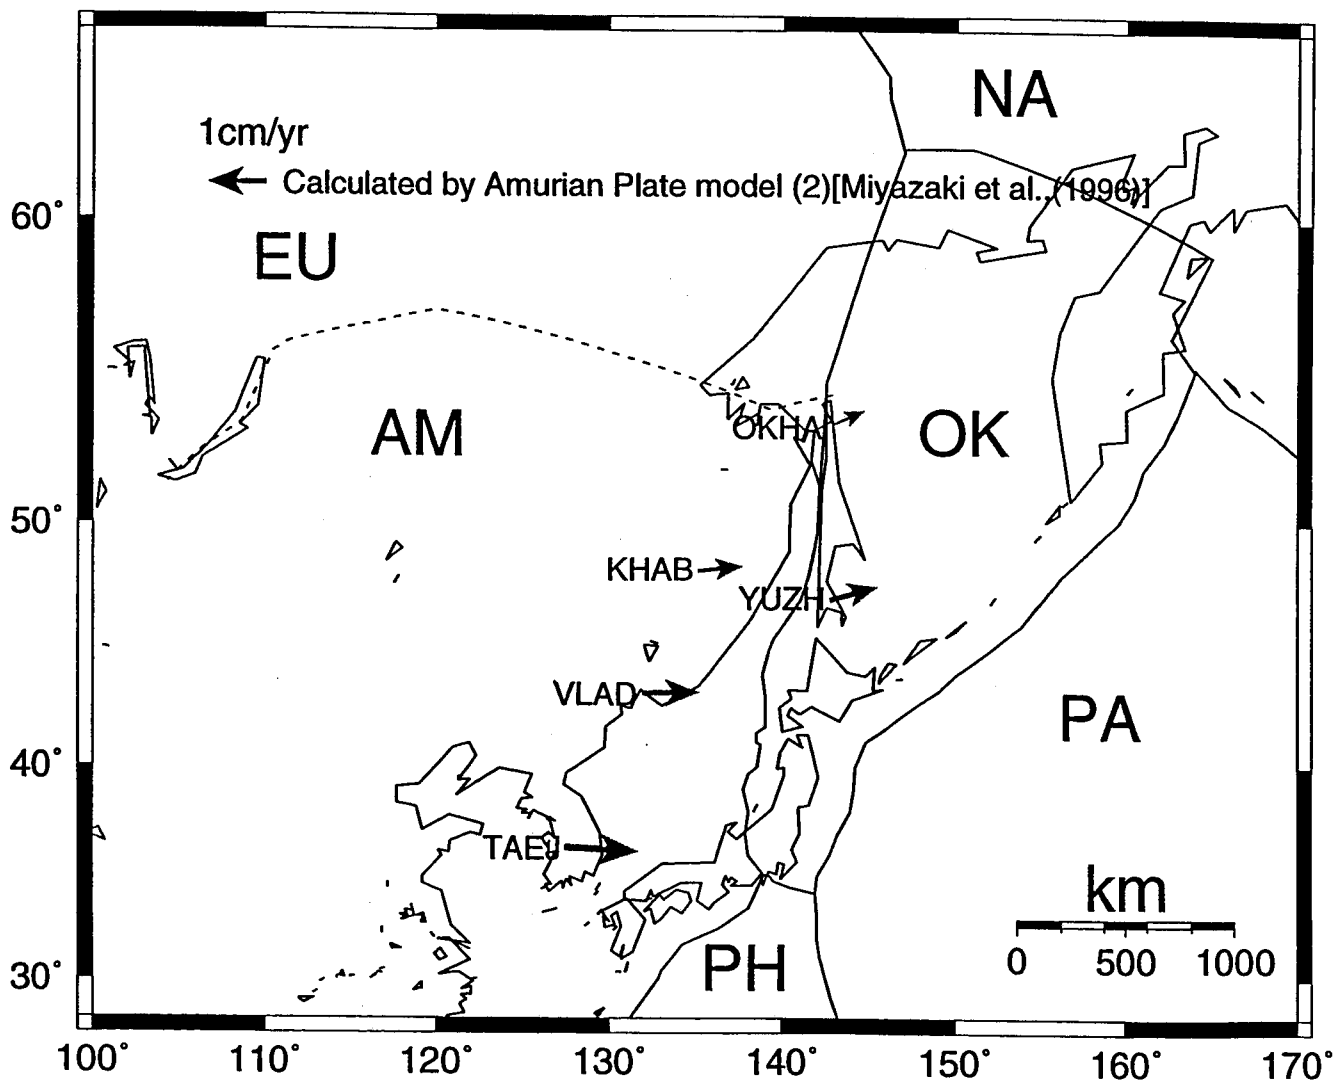 NA
1cm/yr
Calculated by Amurian Plate model (2)[Miyazaki et al.,(1996)]
60°
EU
AM
OKHA
OK
50°
KHAB
YUZH
VLAD
PA
40°
TAEJ
km
PH
0 500 1000
30°
100° 110° 120° 130° 140° 150° 160° 170°